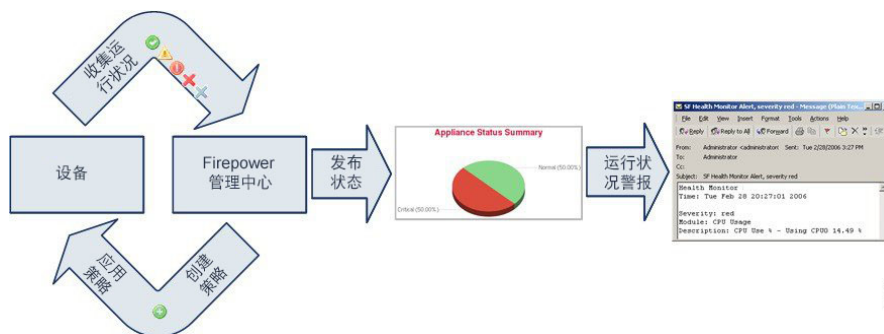 收集运
行状况
设备
Firepower
管理中心
应用
策略
创建
策略
发布
状态
Appliance Status Summary
Normal (50.00%)
Critical (50.00%)
运行状
况警报
SF Health Monitor Alert, severity red - Message (Plain Tex...
File Edit View Insert Format Tools Actions Help
Reply Reply to All Forward
From: Administrator <administrator> Sent: Tue 2/28/2006 3:27 PM
To: Administrator
Cc:
Subject: SF Health Monitor Alert, severity red
Health Monitor
Time: Tue Feb 28 20:27:01 2006
Severity: red
Module: CPU Usage
Description: CPU Use % - Using CPU0 14.49 %